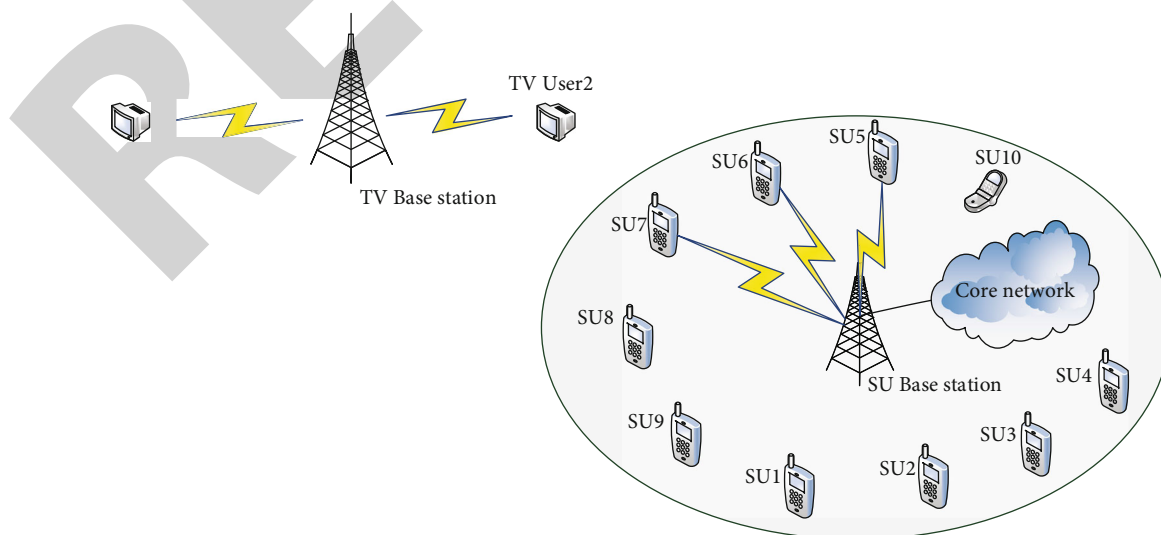 RE
TV User2
TV Base station
SU5
SU6
SU10
SU7
Core network
SU8
SU4
SU Base station
SU9
SU3
SU2
SU1